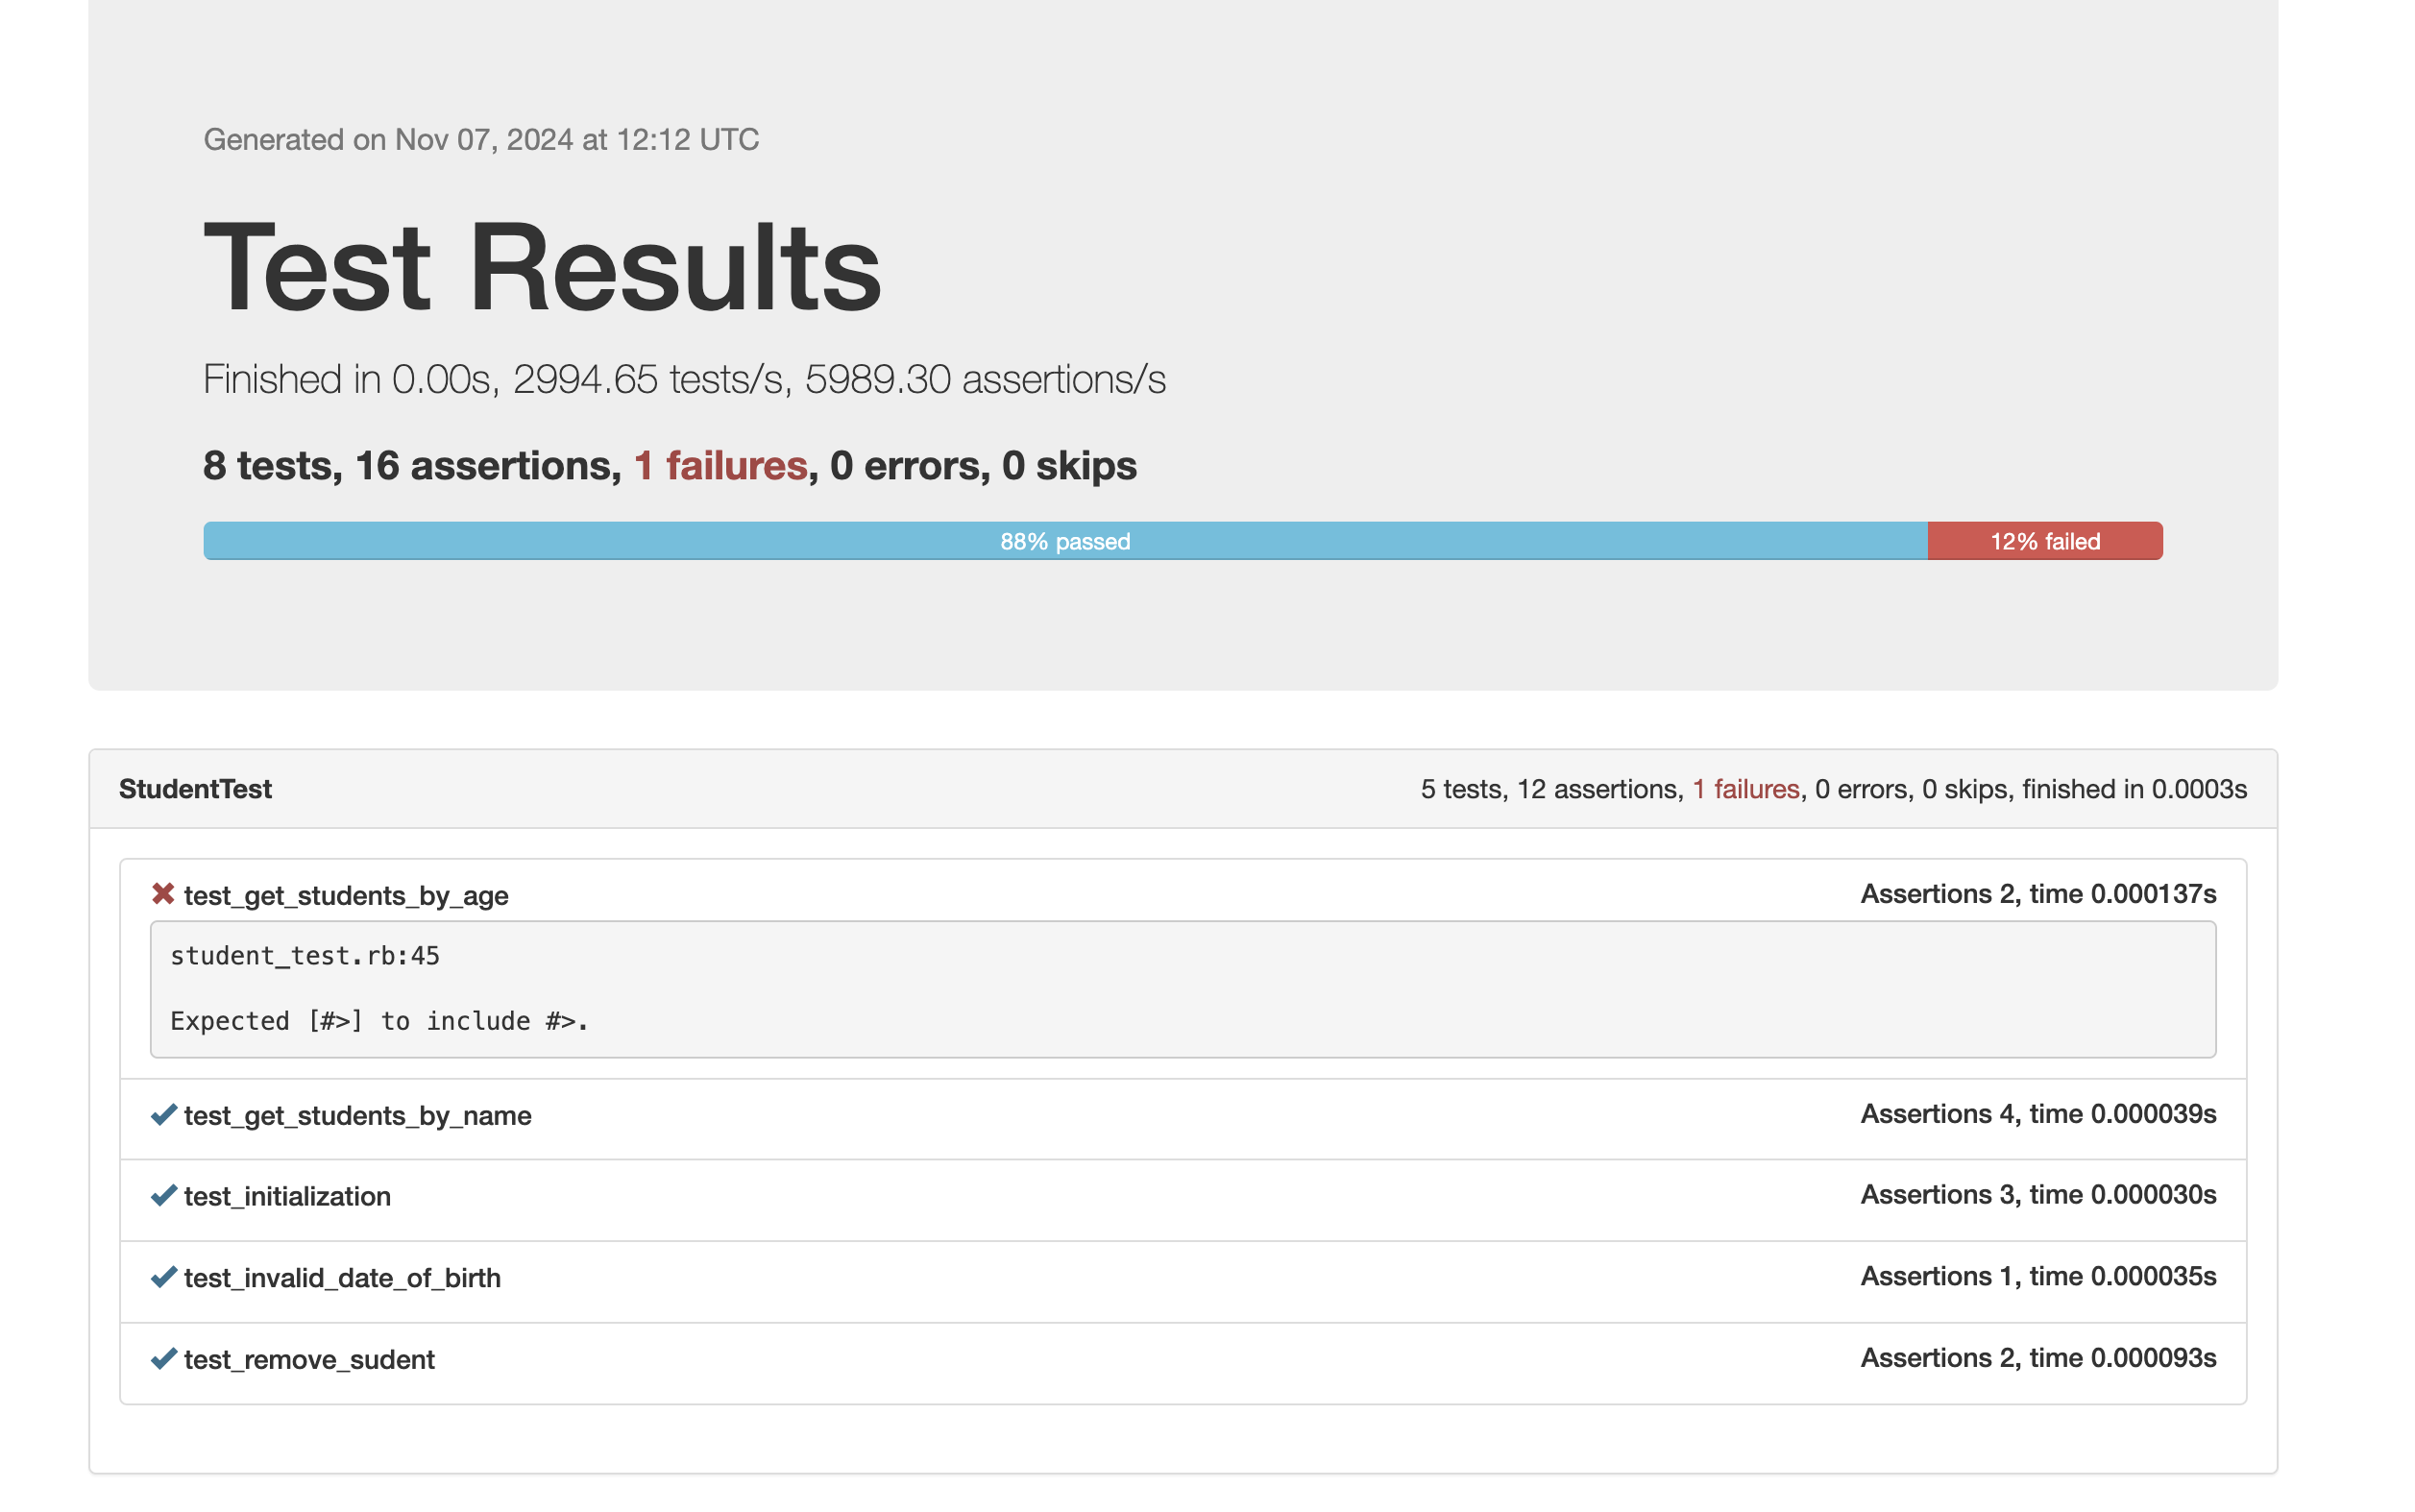 Generated on Nov 07, 2024 at 12:12 UTC
Test Results
Finished in 0.00s, 2994.65 tests/s, 5989.30 assertions/s
8 tests, 16 assertions, 1 failures, 0 errors, 0 skips
88% passed 12% failed
StudentTest 5 tests, 12 assertions, 1 failures, 0 errors, 0 skips, finished in 0.0003s
test_get_students_by_age Assertions 2, time 0.000137s
student_test.rb:45
Expected [#>] to include #>.
test_get_students_by_name Assertions 4, time 0.000039s
test_initialization Assertions 3, time 0.000030s
test_invalid_date_of_birth Assertions 1, time 0.000035s
test_remove_sudent Assertions 2, time 0.000093s